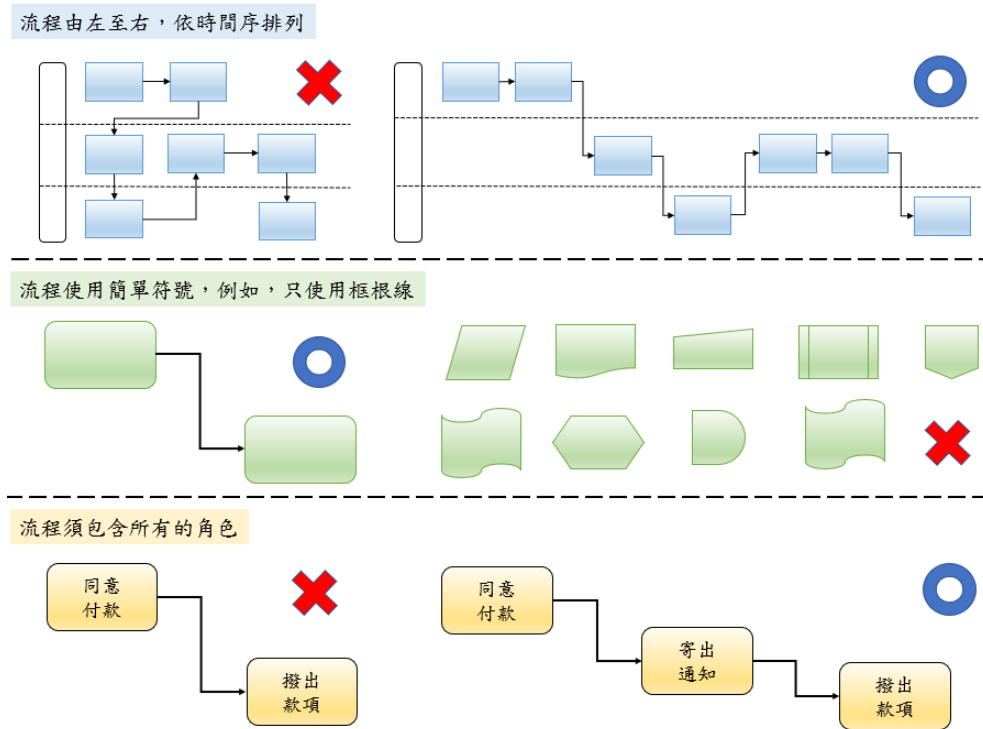 流程由左至右，依時間序排列
流程使用簡單符號，例如，只使用框根線
流程須包含所有的角色
同意
付款
撥出
款項
同意
付款
寄出
通知
撥出
款項